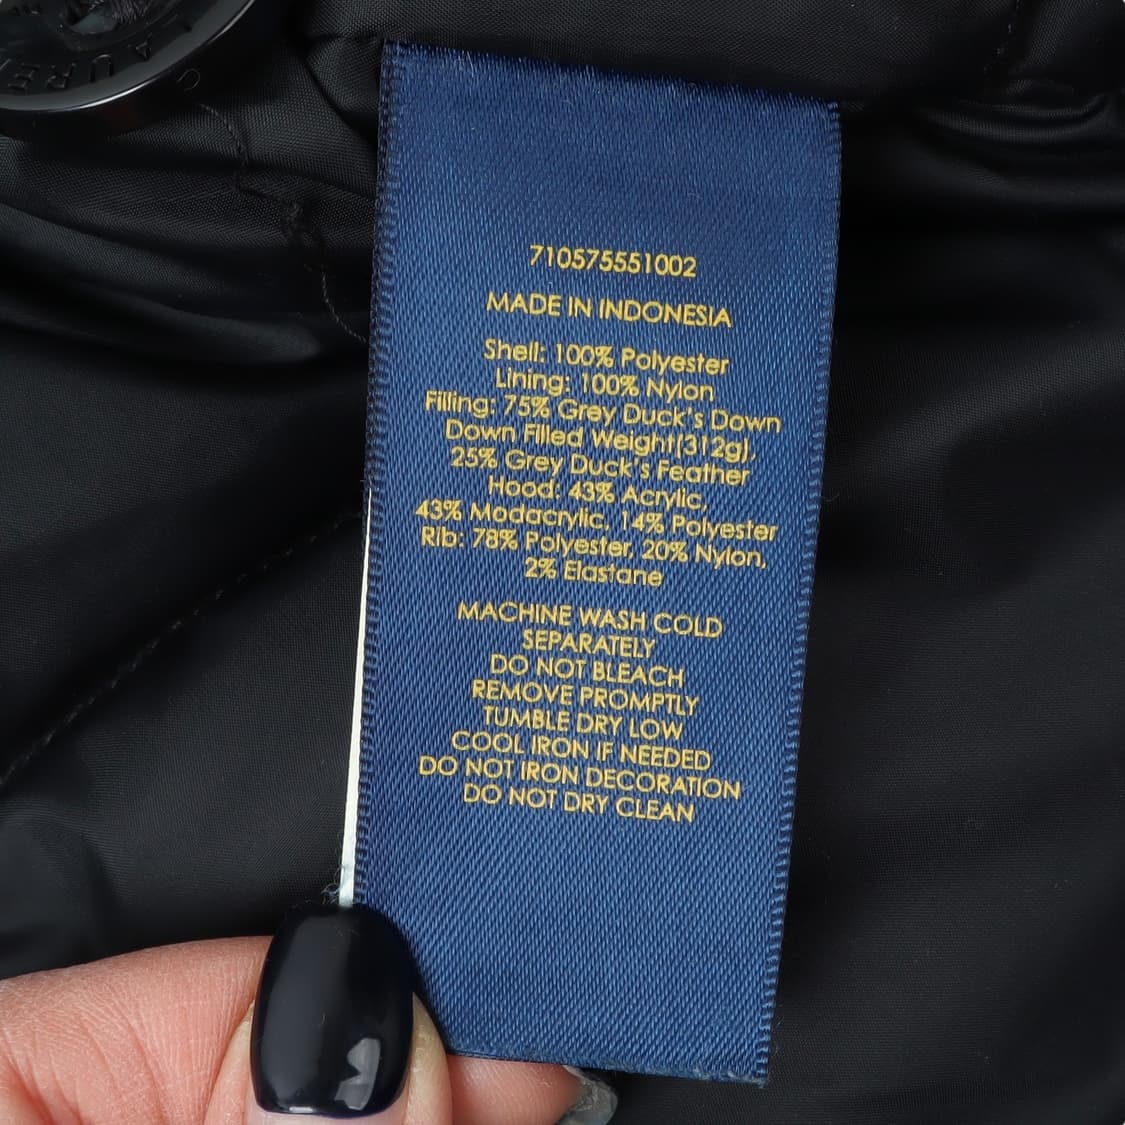 LAURE
710575551002
MADE IN INDONESIA
Shell: 100% Polyester
Lining: 100% Nylon
Filling: 75% Grey Duck's Down
Down Filled Weight(312g),
25% Grey Duck's Feather
Hood: 43% Acrylic,
43% Modacrylic, 14% Polyester
Rib: 78% Polyester, 20% Nylon,
2% Elastane
MACHINE WASH COLD
SEPARATELY
DO NOT BLEACH
REMOVE PROMPTLY
TUMBLE DRY LOW
COOL IRON IF NEEDED
DO NOT IRON DECORATION
DO NOT DRY CLEAN